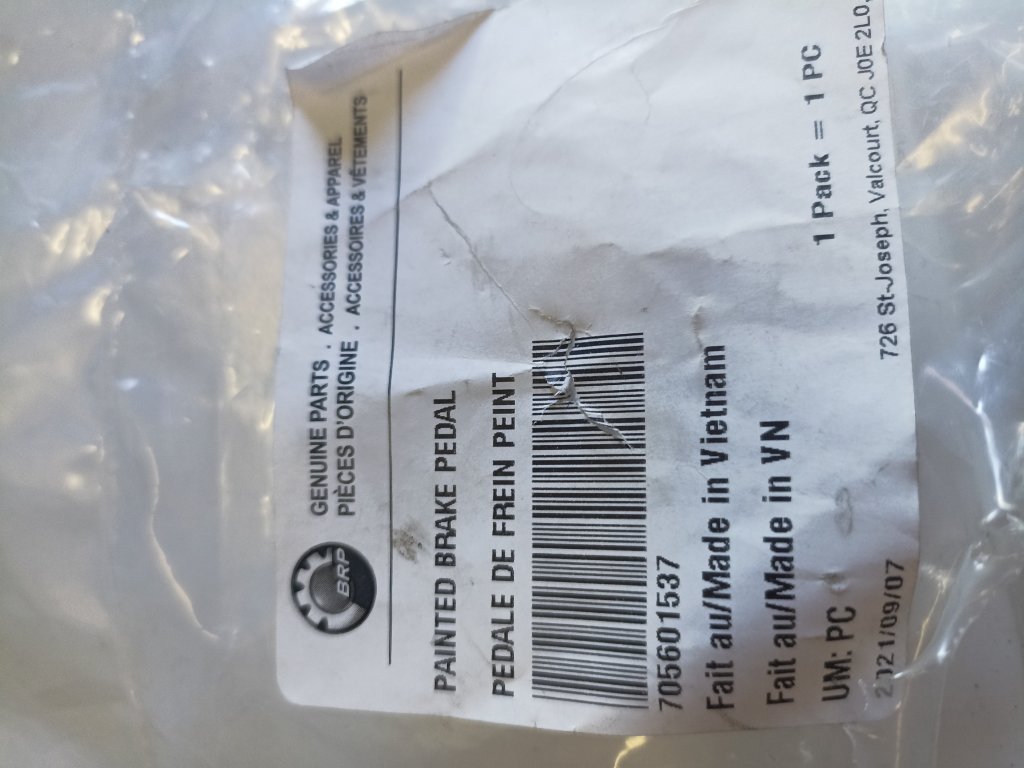 BRP
GENUINE PARTS . ACCESSORIES & APPAREL
PIÈCES D'ORIGINE . ACCESSOIRES & VÊTEMENTS
PAINTED BRAKE PEDAL
PEDALE DE FREIN PEINT
705601537
Fait au/Made in Vietnam
Fait au/Made in VN
UM: PC
1 Pack = 1 PC
2021/09/07
726 St-Joseph, Valcourt, QC J0E 2L0,